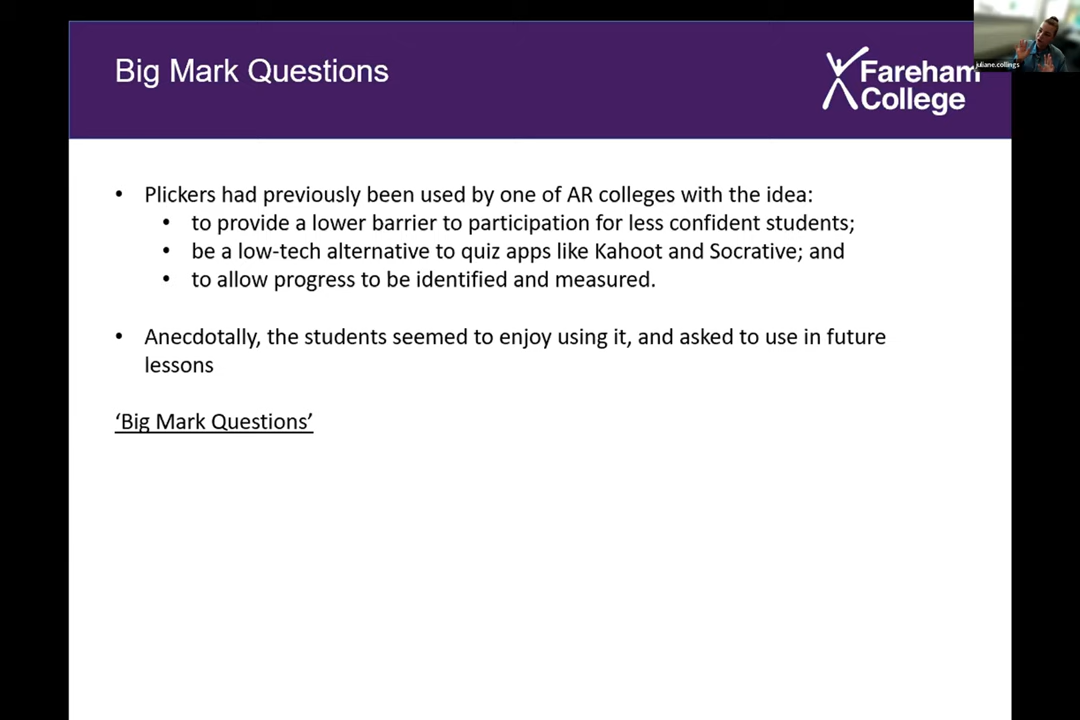 Big Mark Questions
Fareham
College
juliane.collings
• Plickers had previously been used by one of AR colleges with the idea:
• to provide a lower barrier to participation for less confident students;
• be a low-tech alternative to quiz apps like Kahoot and Socrative; and
• to allow progress to be identified and measured.
• Anecdotally, the students seemed to enjoy using it, and asked to use in future
lessons
‘Big Mark Questions’